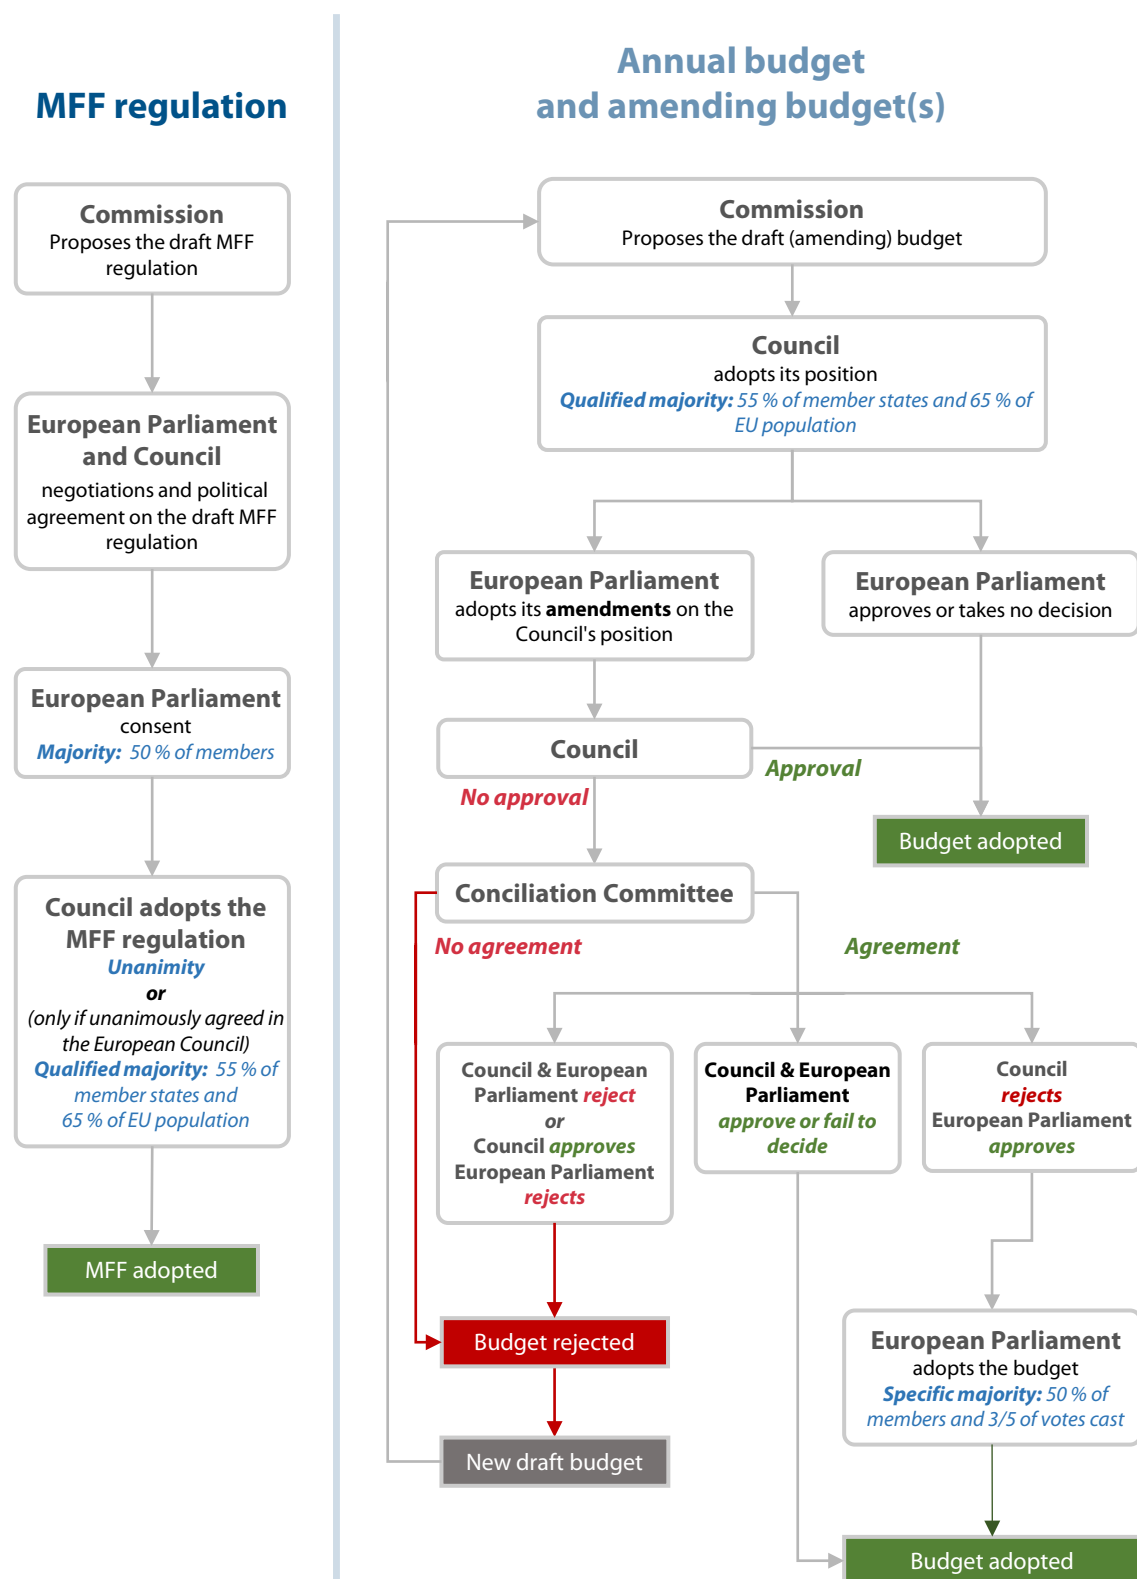 MFF regulation
Commission
Proposes the draft MFF
regulation
European Parliament
and Council
negotiations and political
agreement on the draft MFF
regulation
European Parliament
consent
Majority: 50 % of members
Council adopts the
MFF regulation
Unanimity
or
(only if unanimously agreed in
the European Council)
Qualified majority: 55 % of
member states and
65 % of EU population
MFF adopted
Annual budget
and amending budget(s)
Commission
Proposes the draft (amending) budget
Council
adopts its position
Qualified majority: 55 % of member states and 65 % of
EU population
European Parliament
adopts its amendments on the
Council's position
European Parliament
approves or takes no decision
Council
Approval
No approval
Budget adopted
Conciliation Committee
No agreement
Agreement
Council & European
Parliament reject
or
Council approves
European Parliament
rejects
Council & European
Parliament
approve or fail to
decide
Council
rejects
European Parliament
approves
Budget rejected
European Parliament
adopts the budget
Specific majority: 50 % of
members and 3/5 of votes cast
New draft budget
Budget adopted